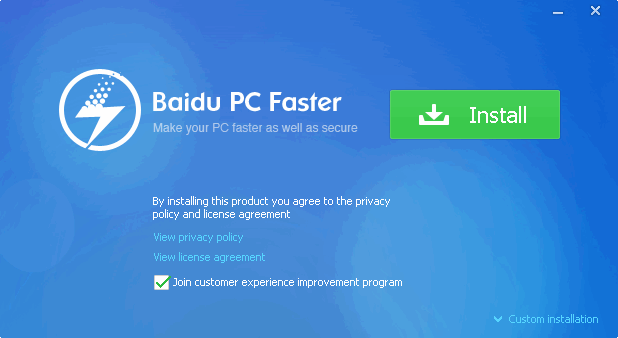 Baidu PC Faster
Make your PC faster as well as secure
Install
By installing this product you agree to the privacy
policy and license agreement
View privacy policy
View license agreement
Join customer experience improvement program
Custom installation